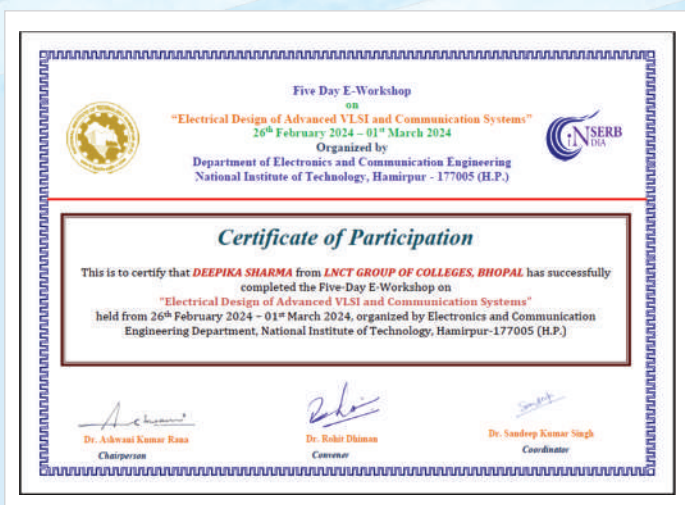 Five Day E-Workshop
on
"Electrical Design of Advanced VLSI and Communication Systems"
26th February 2024 – 01st March 2024
Organized by
Department of Electronics and Communication Engineering
National Institute of Technology, Hamirpur - 177005 (H.P.)
iNSERB
INDIA
Certificate of Participation
This is to certify that DEEPIKA SHARMA from LNCT GROUP OF COLLEGES, BHOPAL has successfully
completed the Five-Day E-Workshop on
"Electrical Design of Advanced VLSI and Communication Systems"
held from 26th February 2024 – 01st March 2024, organized by Electronics and Communication
Engineering Department, National Institute of Technology, Hamirpur-177005 (H.P.)
Dr. Ashwani Kumar Rana
Chairperson
Dr. Rohit Dhiman
Convener
Dr. Sandeep Kumar Singh
Coordinator